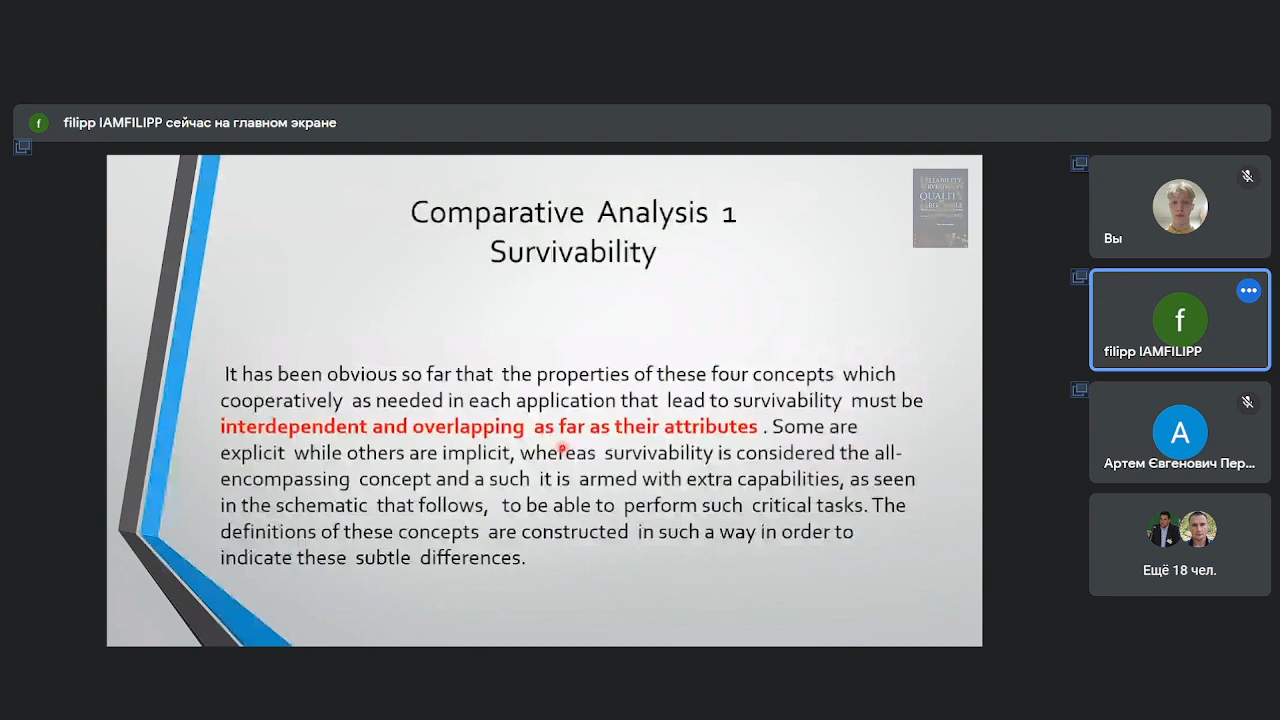 f filipp IAMFILIPP сейчас на главном экране
Comparative Analysis 1
Survivability
QUALIT
It has been obvious so far that the properties of these four concepts which
cooperatively as needed in each application that lead to survivability must be
interdependent and overlapping as far as their attributes . Some are
explicit while others are implicit, whereas survivability is considered the all-
encompassing concept and a such it is armed with extra capabilities, as seen
in the schematic that follows, to be able to perform such critical tasks. The
definitions of these concepts are constructed in such a way in order to
indicate these subtle differences.
Вы
f
filipp IAMFILIPP
A
Артем Євгенович Пер...
Ещё 18 чел.